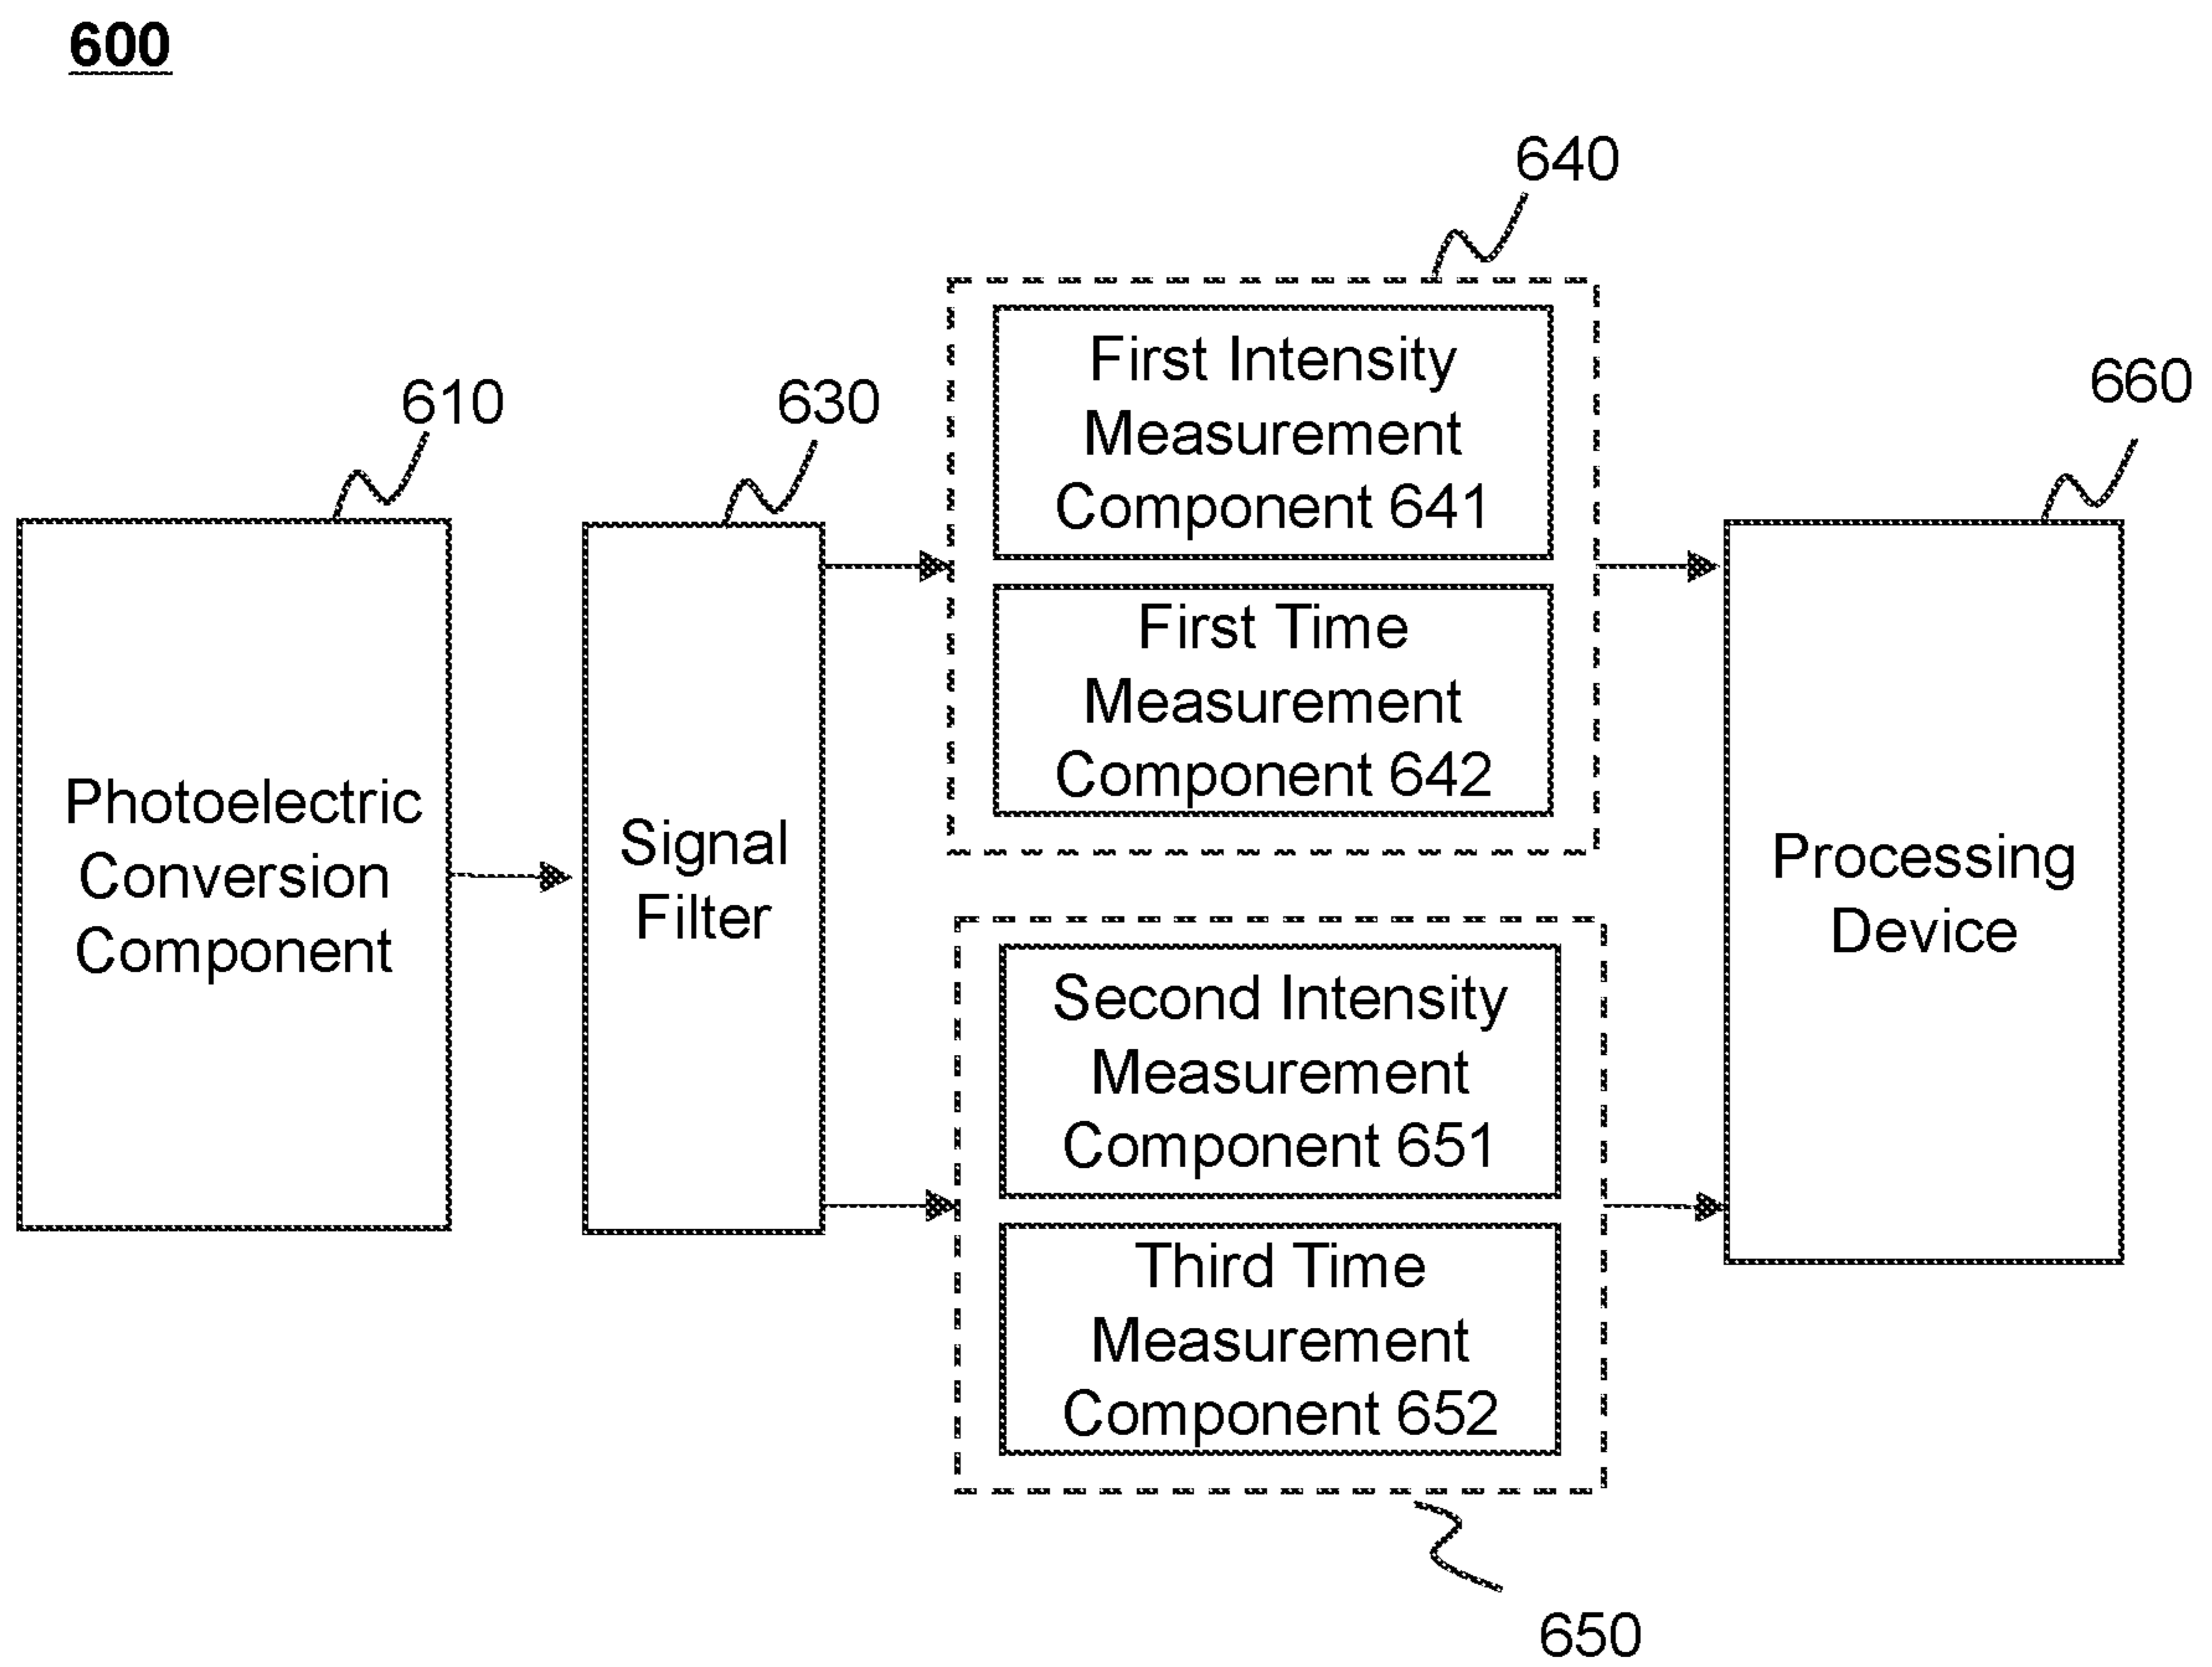 600
640
First Intensity
Measurement
Component 641
First Time
Measurement
Component 642
610
630
660
Photoelectric
Conversion
Component
Signal
Filter
Processing
Device
Second Intensity
Measurement
Component 651
Third Time
Measurement
Component 652
650